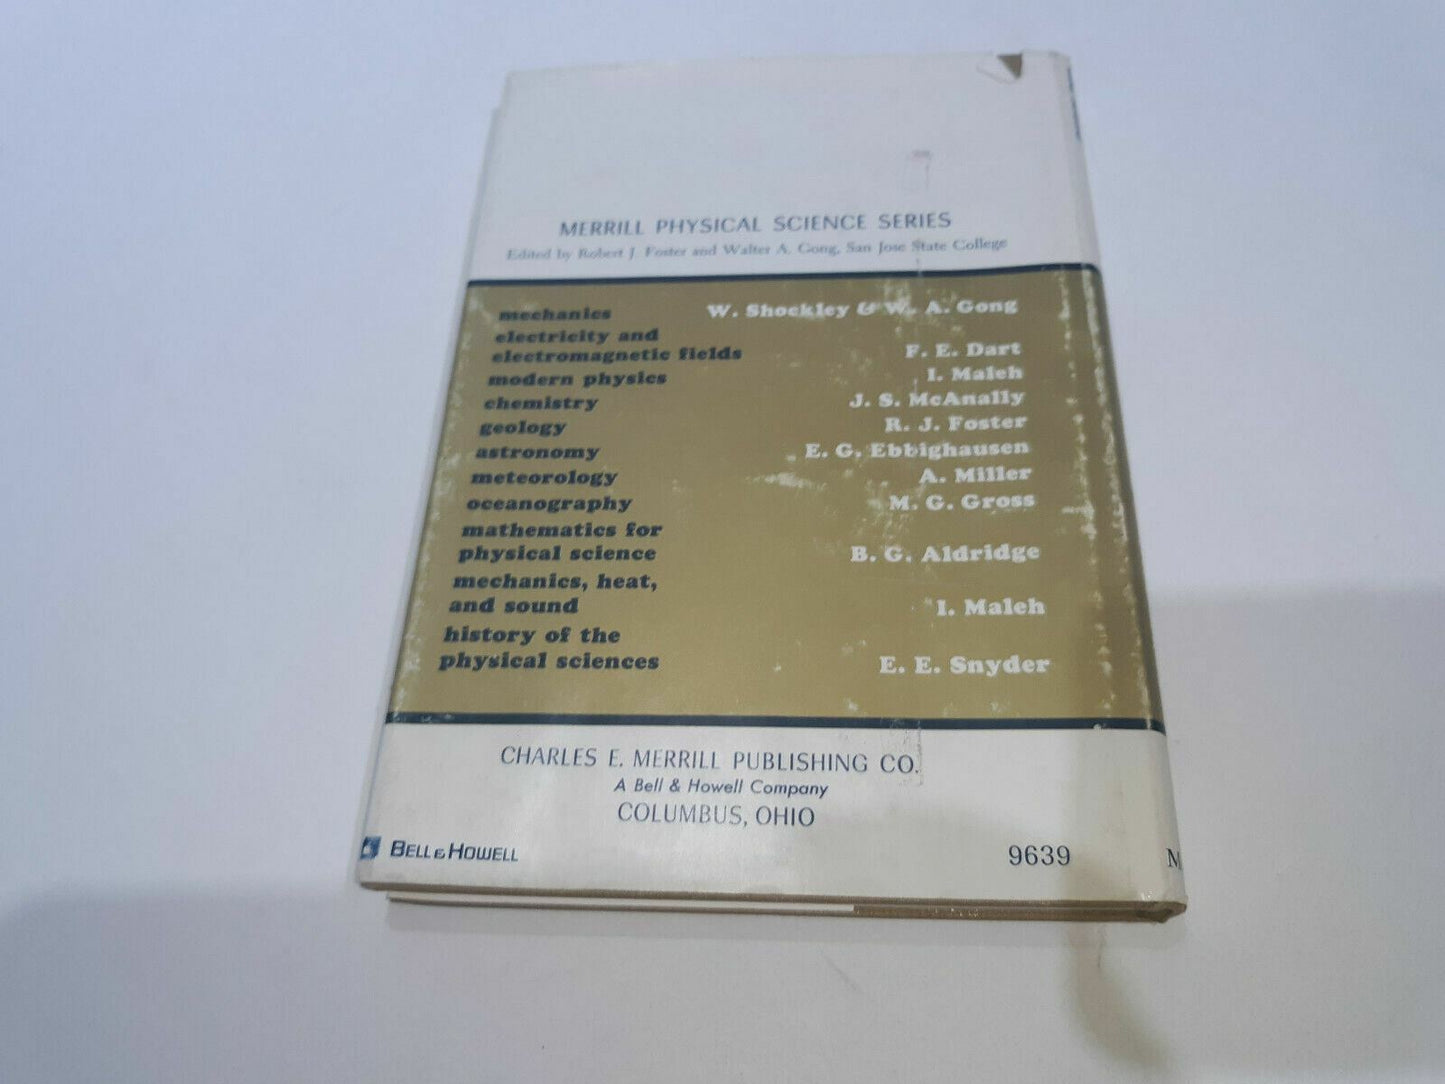 MERRILL PHYSICAL SCIENCE SERIES
Edited by Robert J. Foster and Walter A. Gong, San Jose State College
mechanics W. Shockley & W. A. Gong
electricity and
electromagnetic fields F. E. Dart
modern physics I. Maleh
chemistry J. S. McAnally
geology R. J. Foster
astronomy E. G. Ebbighausen
meteorology A. Miller
oceanography M. G. Gross
mathematics for
physical science B. G. Aldridge
mechanics, heat,
and sound I. Maleh
history of the
physical sciences E. E. Snyder
CHARLES E. MERRILL PUBLISHING CO.
A Bell & Howell Company
COLUMBUS, OHIO
BELL & HOWELL 9639 M